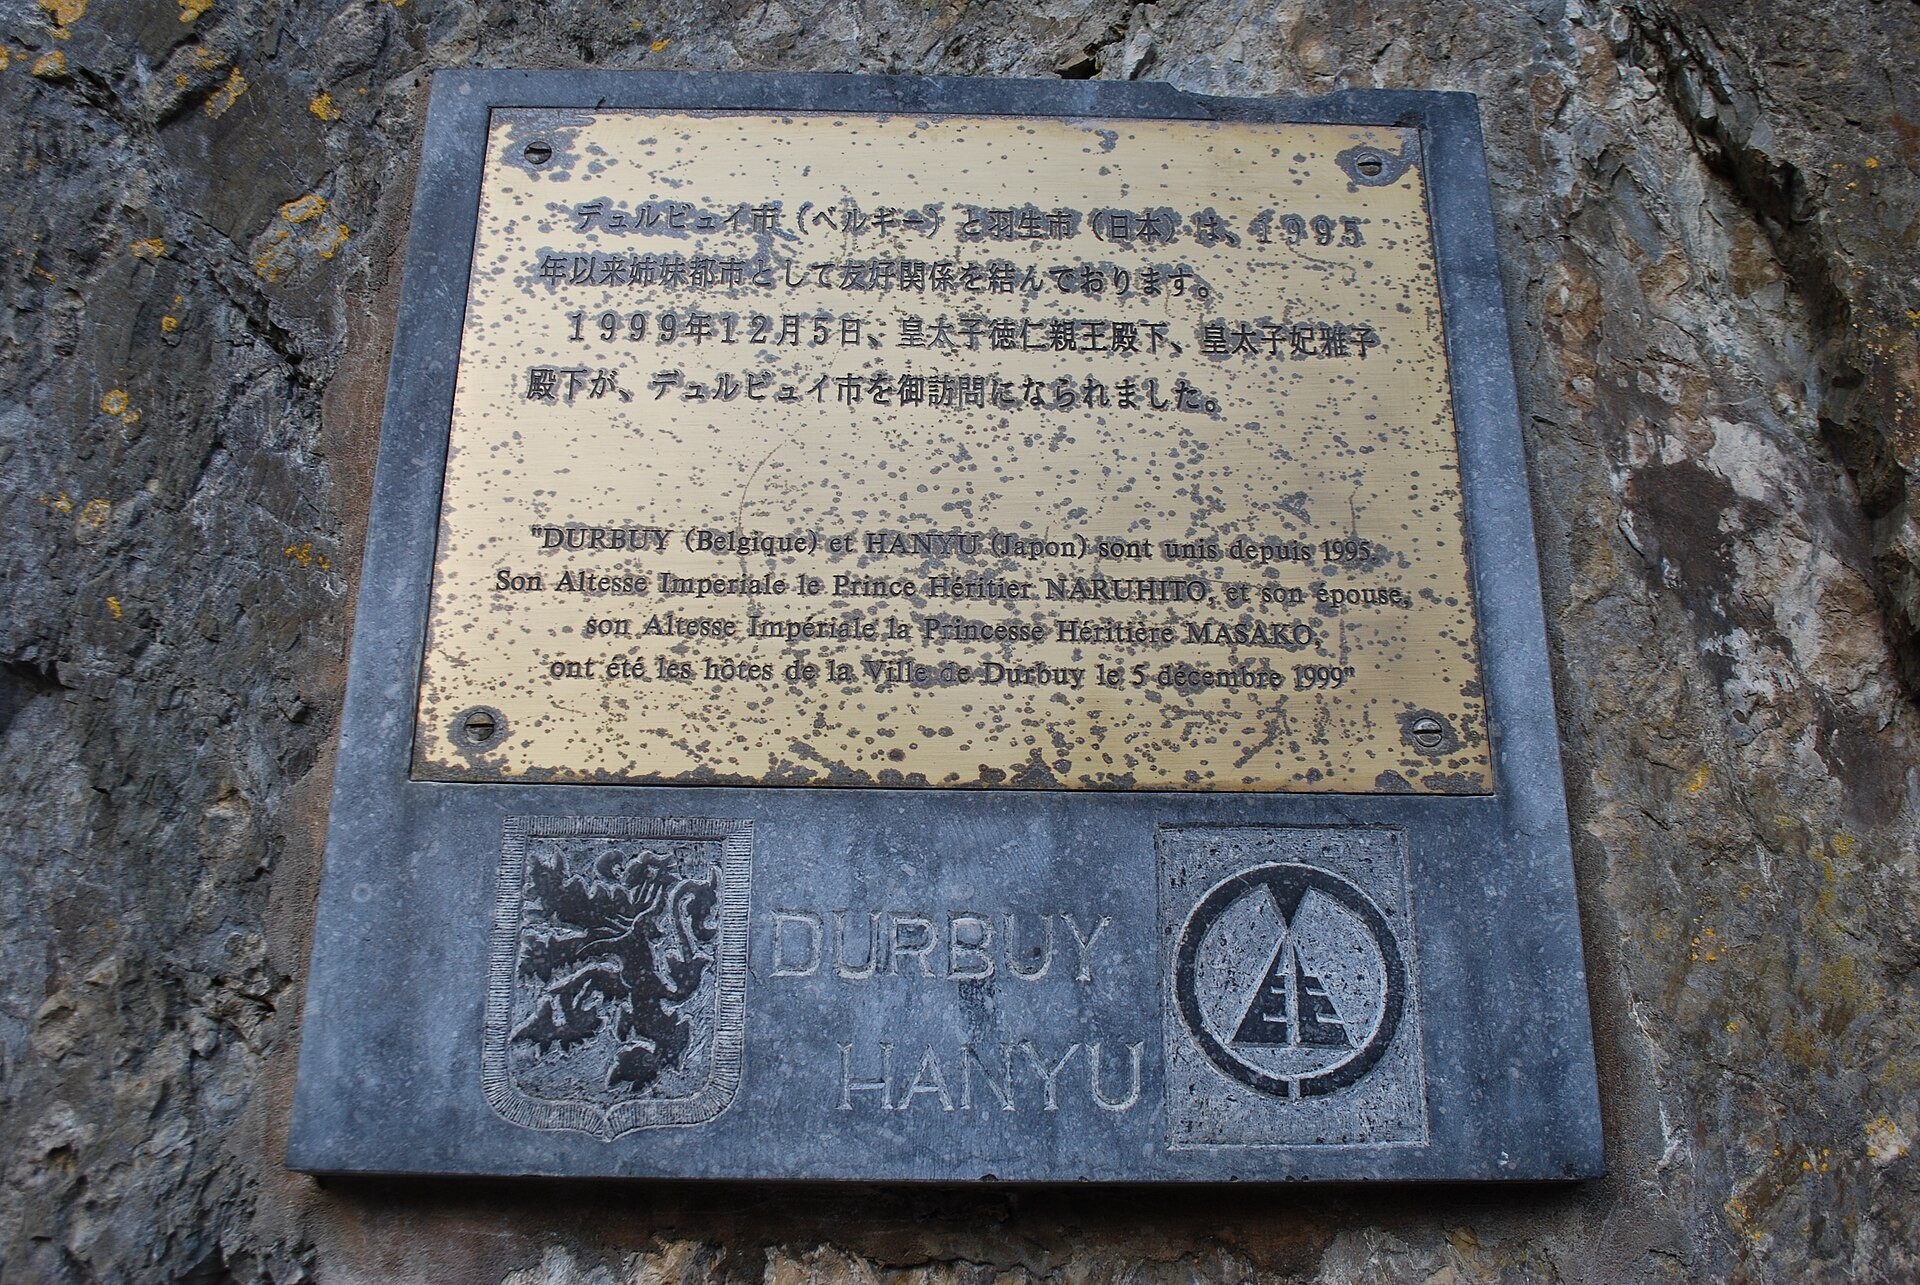 デュルビュイ市（ベルギー）と羽生市（日本）は、１９９５
年以来姉妹都市として友好関係を結んでおります。
１９９９年１２月５日、皇太子徳仁親王殿下、皇太子妃雅子
殿下が、デュルビュイ市を御訪問になられました。
"DURBUY (Belgique) et HANYU (Japon) sont unis depuis 1995.
Son Altesse Imperiale le Prince Héritier NARUHITO, et son épouse,
son Altesse Impériale la Princesse Héritière MASAKO,
ont été les hôtes de la Ville de Durbuy le 5 décembre 1999"
DURBUY
HANYU